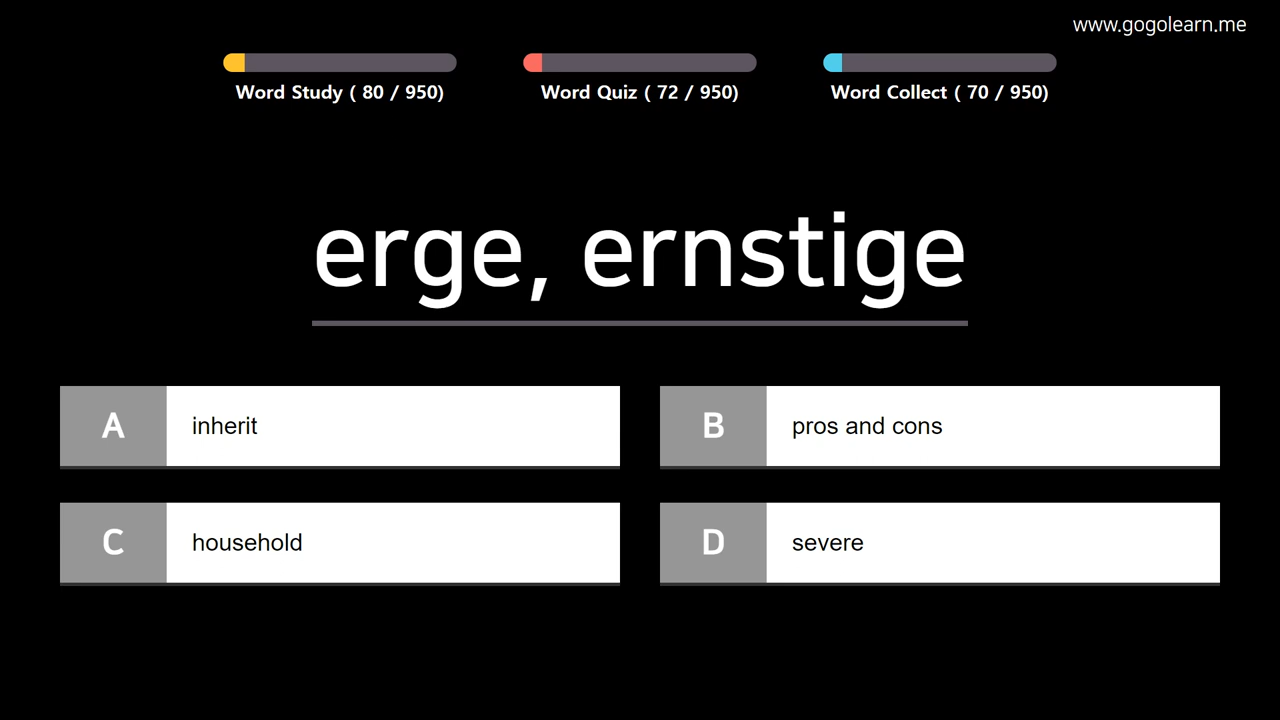 www.gogolearn.me
Word Study ( 80 / 950)
Word Quiz ( 72 / 950)
Word Collect ( 70 / 950)
erge, ernstige
A inherit
B pros and cons
C household
D severe